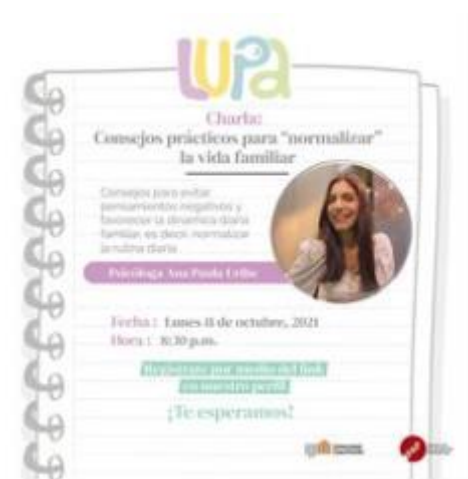 LUPA
Charla:
Consejos prácticos para "normalizar"
la vida familiar
Consejos para evitar
pensamientos negativos y
favorecer la dinámica diaria
familiar, es decir, normalizar
la rutina diaria
Psicóloga Ana Paula Uribe
Fecha : Lunes 11 de octubre, 2021
Hora : 8:30 p.m.
Regístrate por medio del link
en nuestro perfil
¡Te esperamos!